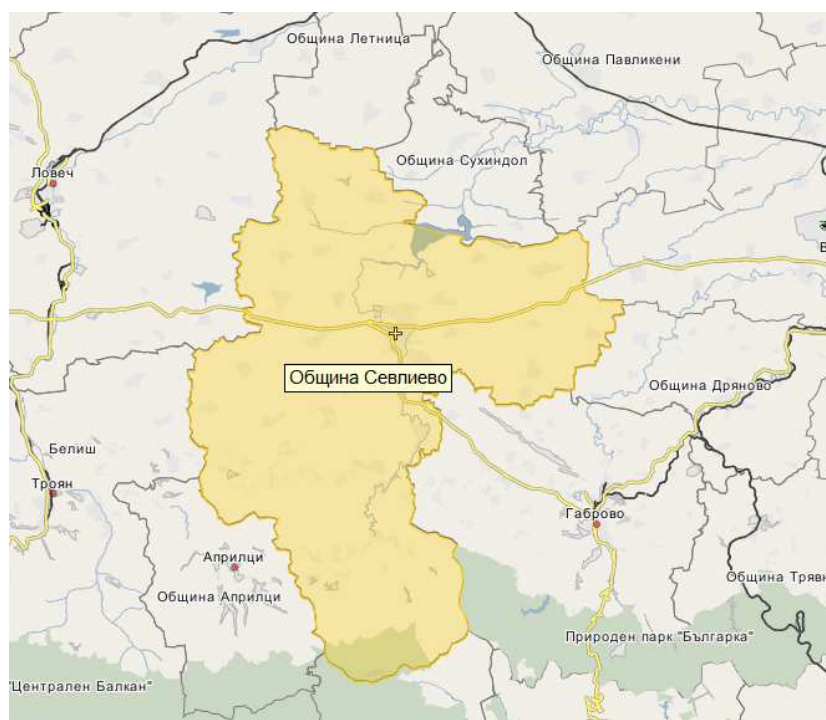 Община Летница
Община Павликени
Община Сухиндол
Ловеч
В
Община Севлиево
Община Дряново
Белиш
Троян
Габрово
Априлци
Община Априлци
Община Трявн
Природен парк "Българка"
"Централен Балкан"